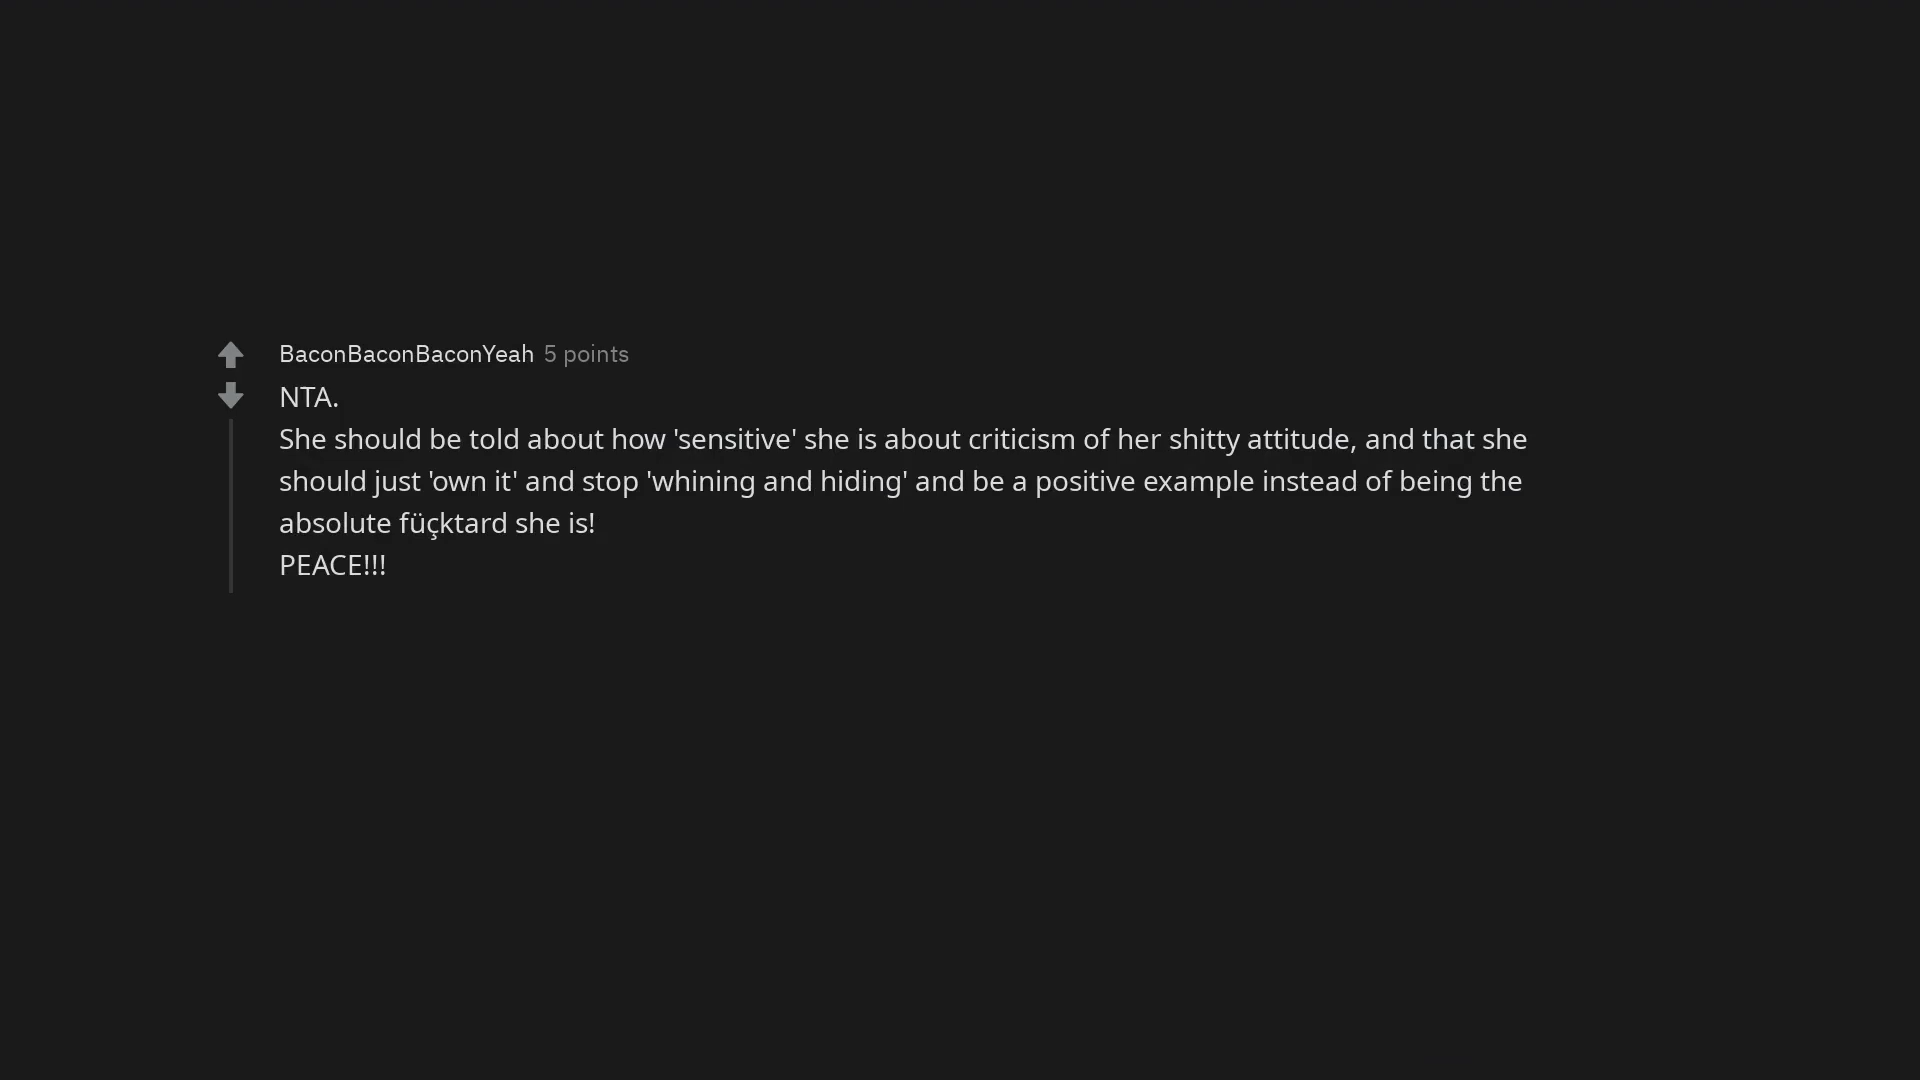 BaconBaconBaconYeah 5 points
NTA.
She should be told about how 'sensitive' she is about criticism of her shitty attitude, and that she
should just 'own it' and stop 'whining and hiding' and be a positive example instead of being the
absolute füçktard she is!
PEACE!!!